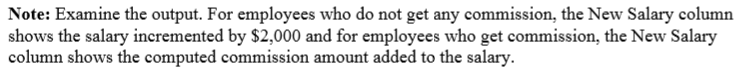 Note: Examine the output. For employees who do not get any commission, the New Salary column
shows the salary incremented by $2,000 and for employees who get commission, the New Salary
column shows the computed commission amount added to the salary.